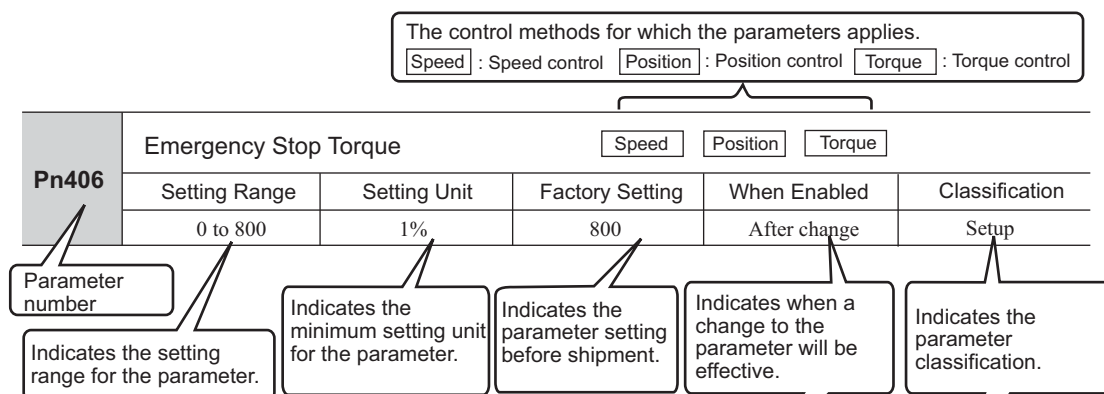 The control methods for which the parameters applies.
Speed : Speed control Position : Position control Torque : Torque control
Pn406
Emergency Stop Torque Speed Position Torque
Setting Range Setting Unit Factory Setting When Enabled Classification
0 to 800 1% 800 After change Setup
Parameter
number
Indicates the setting
range for the parameter.
Indicates the
minimum setting unit
for the parameter.
Indicates the
parameter setting
before shipment.
Indicates when a
change to the
parameter will be
effective.
Indicates the
parameter
classification.